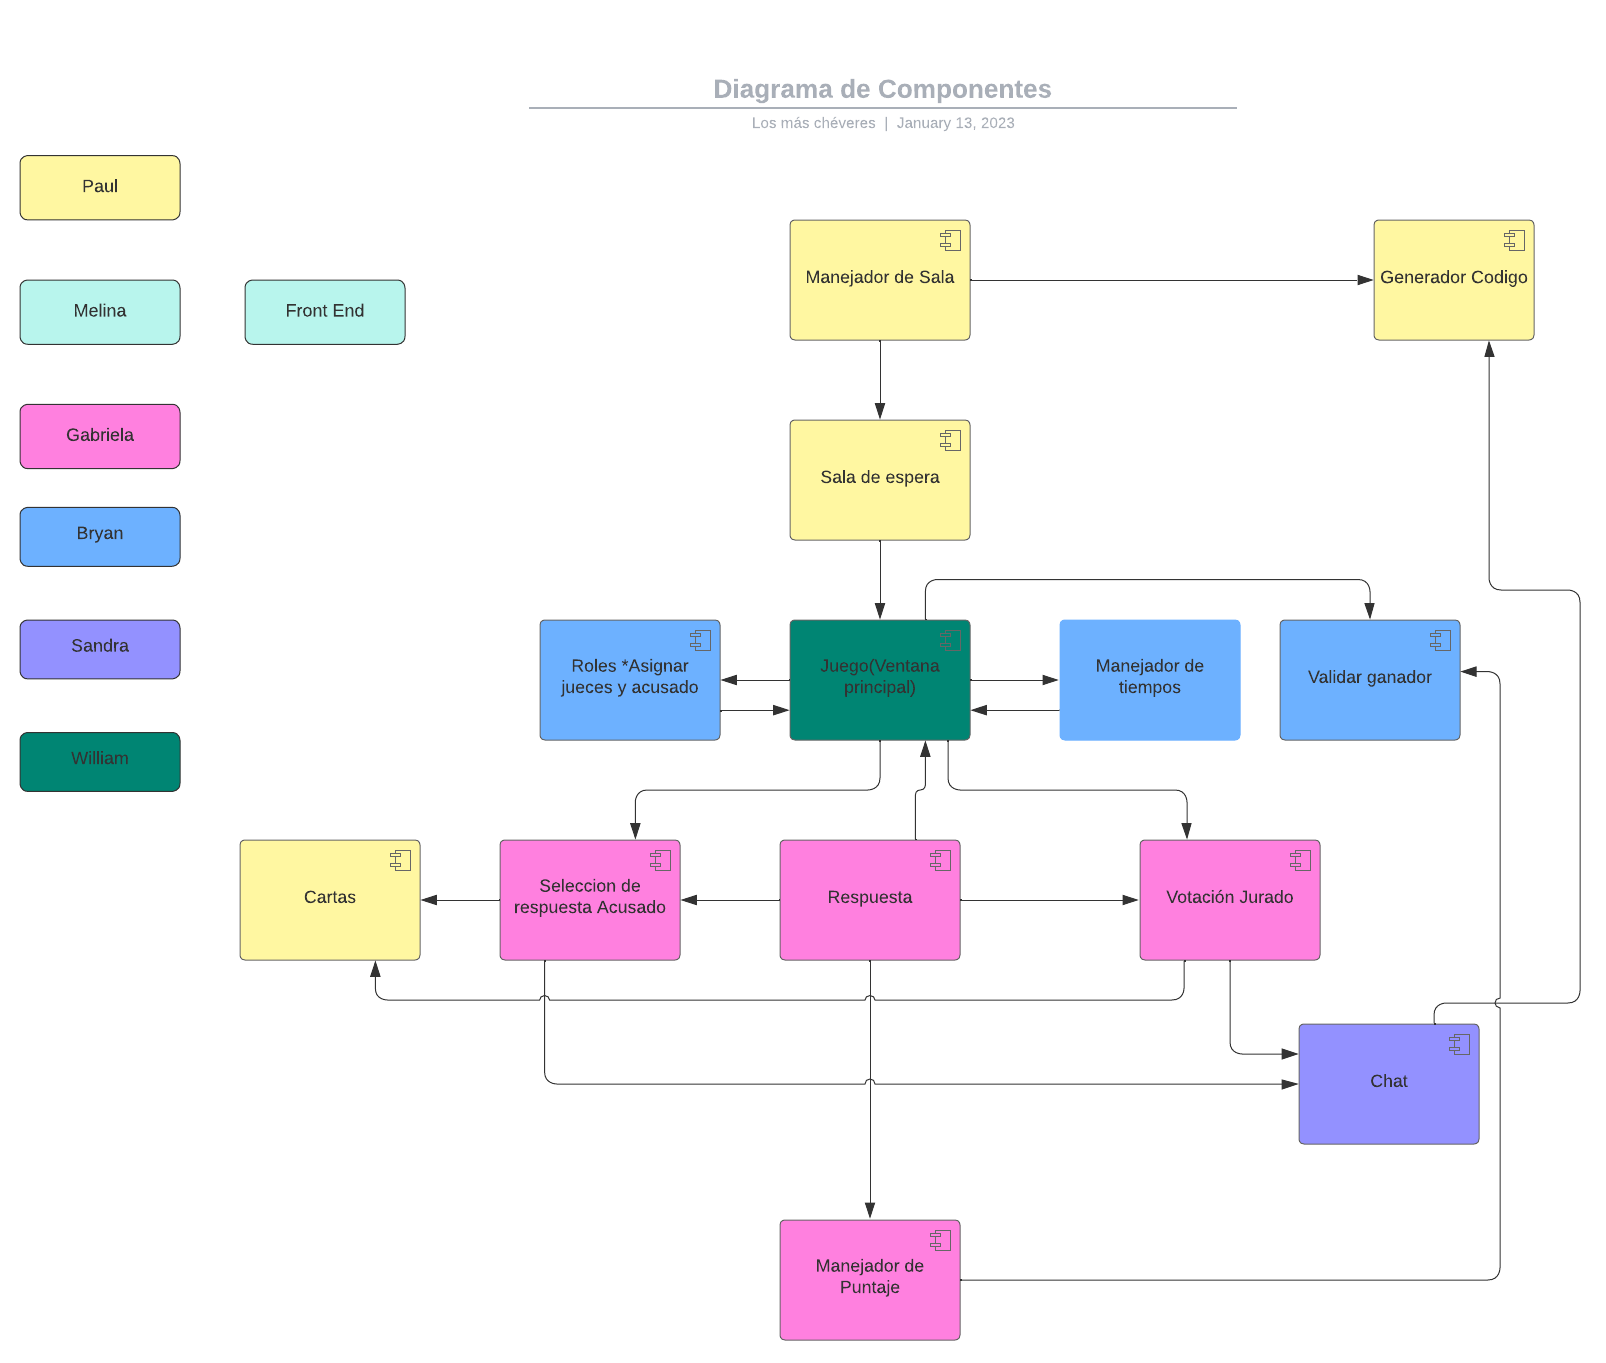 Diagrama de Componentes
Los más chéveres | January 13, 2023
Paul
Manejador de Sala
Generador Codigo
Melina
Front End
Gabriela
Sala de espera
Bryan
Sandra
Roles *Asignar
jueces y acusado
Juego(Ventana
principal)
Manejador de
tiempos
Validar ganador
William
Cartas
Seleccion de
respuesta Acusado
Respuesta
Votación Jurado
Chat
Manejador de
Puntaje